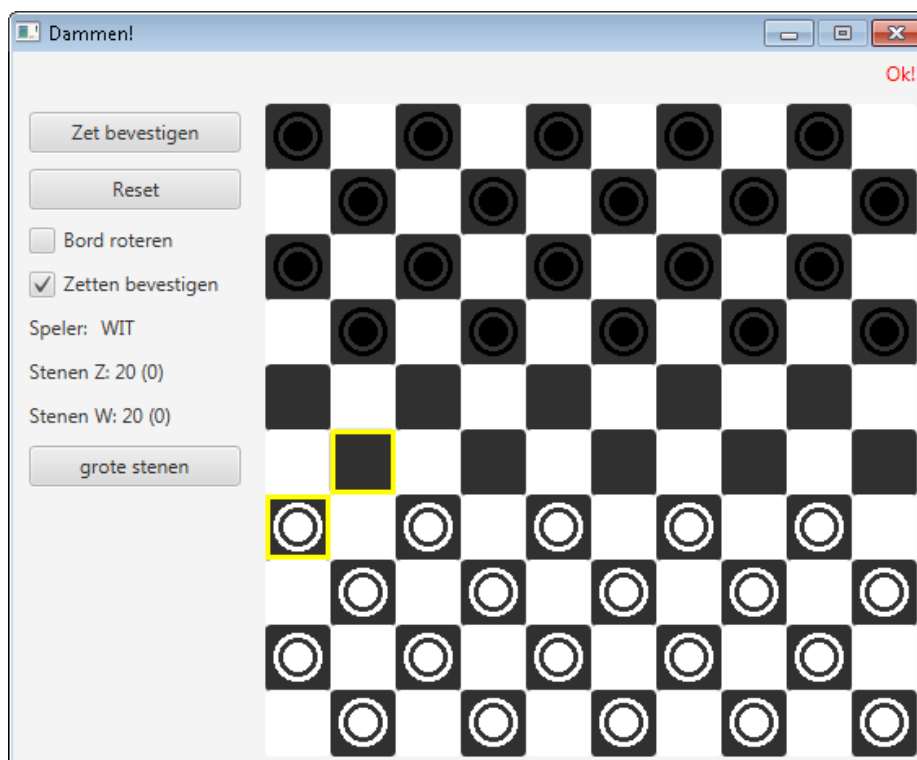 Dammen!
Ok!
Zet bevestigen
Reset
Bord roteren
Zetten bevestigen
Speler: WIT
Stenen Z: 20 (0)
Stenen W: 20 (0)
grote stenen